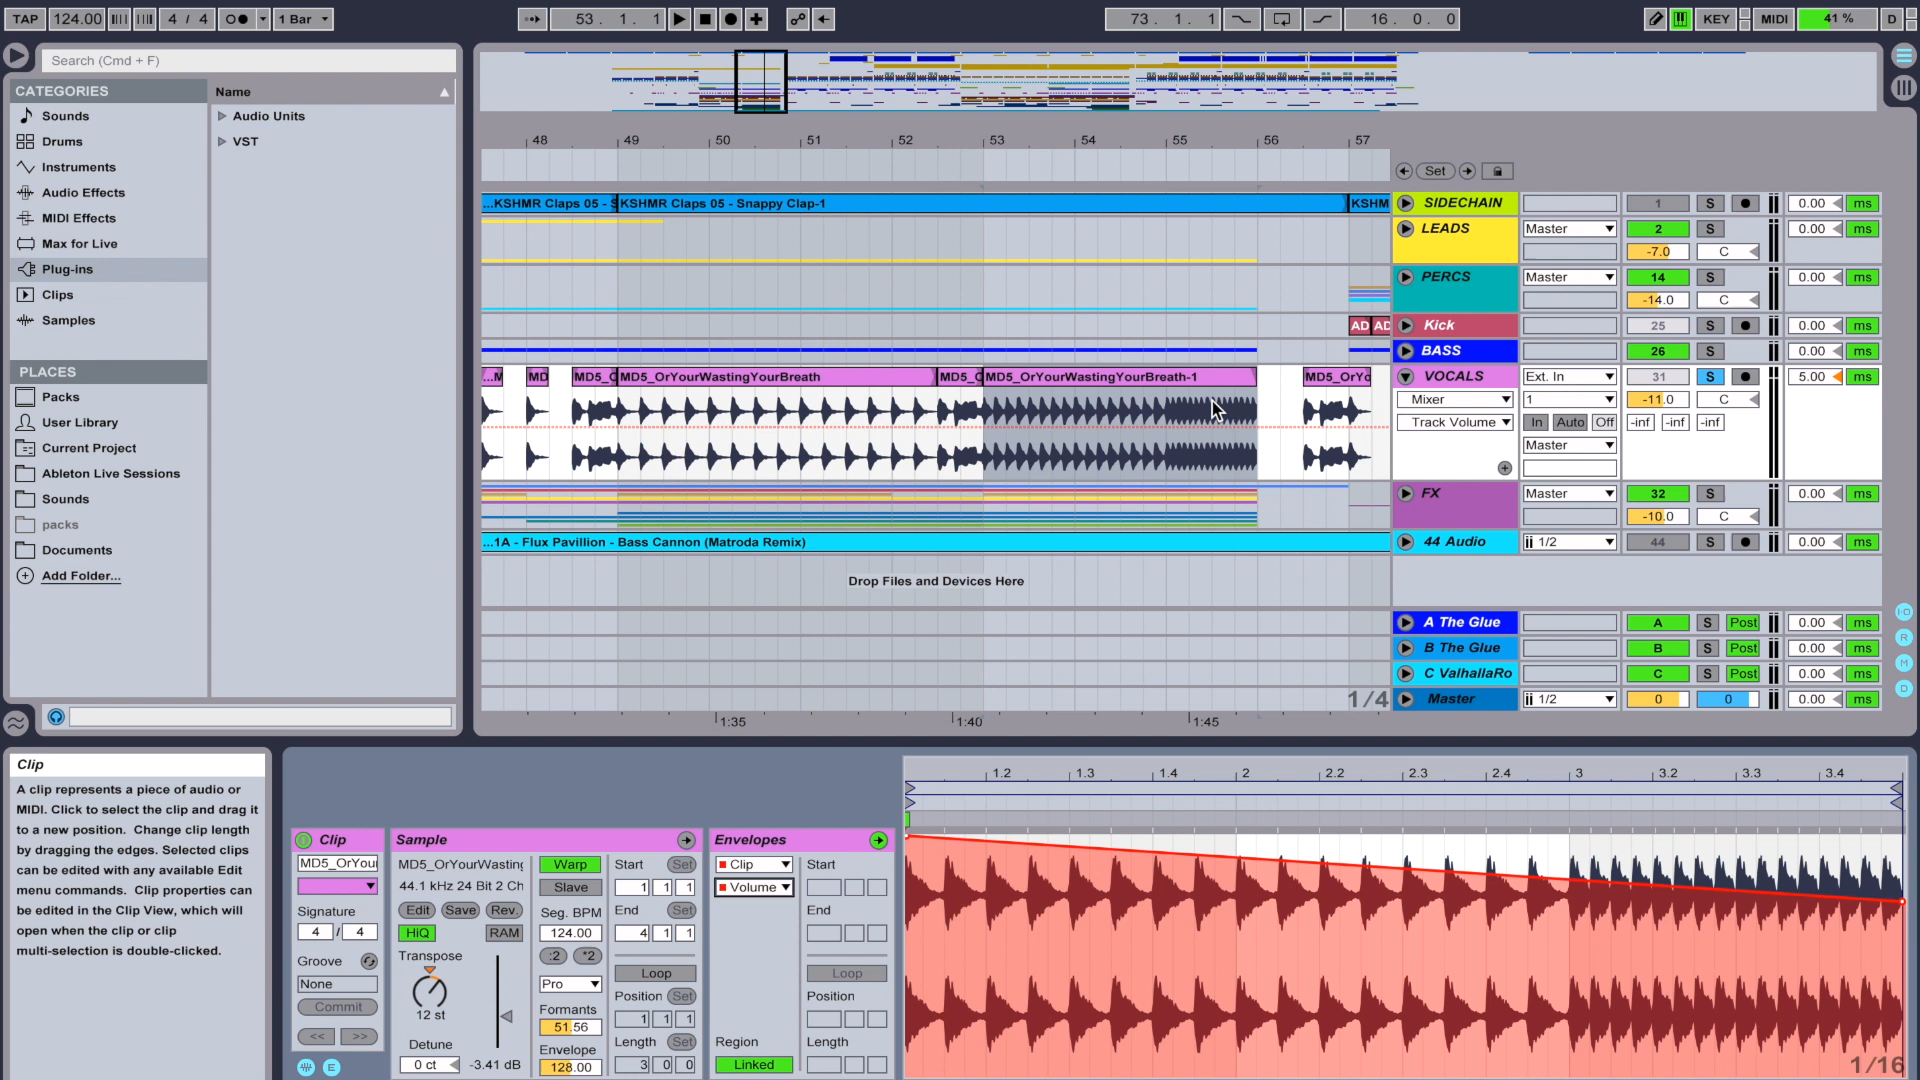 TAP 124.00 4 / 4 1 Bar 53 . 1 . 1 73 . 1 . 1 16 . 0 . 0 KEY MIDI 41 % D
Search (Cmd + F)
CATEGORIES
Sounds
Drums
Instruments
Audio Effects
MIDI Effects
Max for Live
Plug-ins
Clips
Samples
PLACES
Packs
User Library
Current Project
Ableton Live Sessions
Sounds
packs
Documents
Add Folder...
Name
Audio Units
VST
48 49 50 51 52 53 54 55 56 57
Set
...KSHMR Claps 05 - S KSHMR Claps 05 - Snappy Clap-1 KSHM
SIDECHAIN 1 S 0.00 ms
LEADS Master 2 S 0.00 ms
-7.0 C
PERCS Master 14 S 0.00 ms
-14.0 C
AD AD Kick 25 S 0.00 ms
BASS 26 S 0.00 ms
...M MD MD5_O MD5_OrYourWastingYourBreath MD5_O MD5_OrYourWastingYourBreath-1 MD5_OrYo
VOCALS Ext. In 31 S 5.00 ms
Mixer 1 -11.0 C
Track Volume In Auto Off -inf -inf -inf
Master
FX Master 32 S 0.00 ms
-10.0 C
...1A - Flux Pavillion - Bass Cannon (Matroda Remix)
44 Audio 1/2 44 S 0.00 ms
Drop Files and Devices Here
A The Glue A S Post 0.00 ms
B The Glue B S Post 0.00 ms
C ValhallaRo C S Post 0.00 ms
1/4 Master 1/2 0 0 0.00 ms
1:35 1:40 1:45
I·O
R
M
D
Clip
A clip represents a piece of audio or
MIDI. Click to select the clip and drag it
to a new position. Change clip length
by dragging the edges. Selected clips
can be edited with any available Edit
menu commands. Clip properties can
be edited in the Clip View, which will
open when the clip or clip
multi-selection is double-clicked.
Clip
MD5_OrYou
Signature
4 / 4
Groove
None
Commit
<< >>
E
Sample
MD5_OrYourWasting
44.1 kHz 24 Bit 2 Ch
Edit Save Rev.
HiQ RAM
Transpose
12 st
Detune
0 ct -3.41 dB
Warp
Slave
Seg. BPM
124.00
:2 *2
Pro
Formants
51.56
Envelope
128.00
Start Set
1 1 1
End Set
4 1 1
Loop
Position Set
1 1 1
Length Set
3 0 0
Envelopes
Clip
Volume
Region
Linked
Start
End
Loop
Position
Length
1.2 1.3 1.4 2 2.2 2.3 2.4 3 3.2 3.3 3.4
1/16